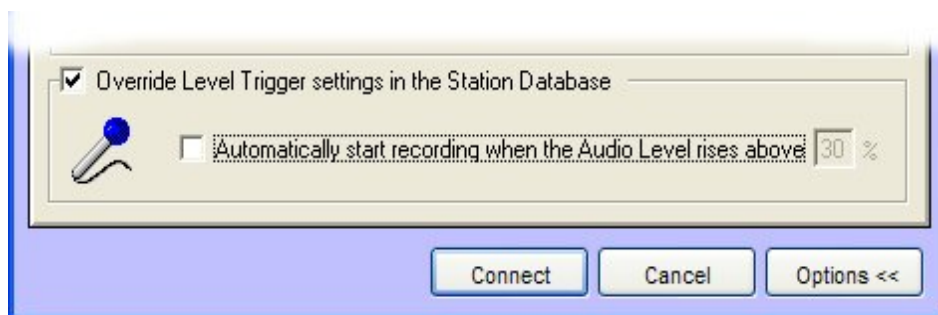 Override Level Trigger settings in the Station Database
Automatically start recording when the Audio Level rises above 30 %
Connect Cancel Options <<